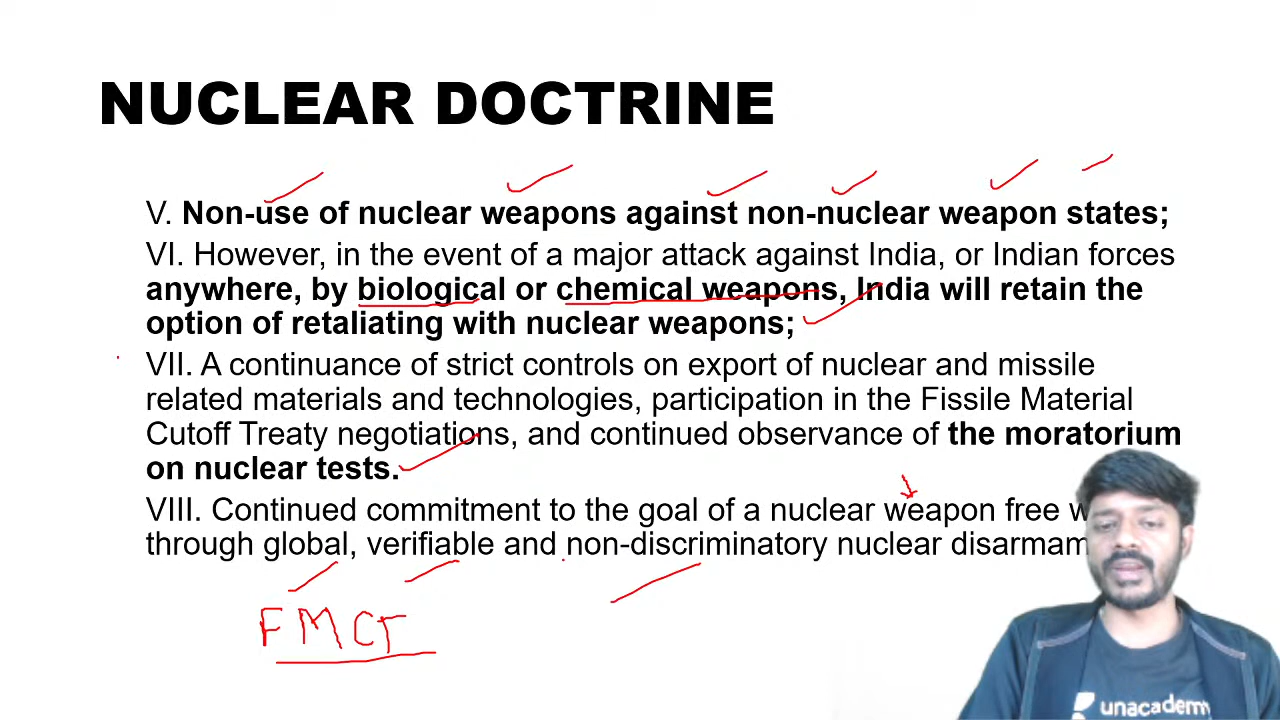 NUCLEAR DOCTRINE
V. Non-use of nuclear weapons against non-nuclear weapon states;
VI. However, in the event of a major attack against India, or Indian forces
anywhere, by biological or chemical weapons, India will retain the
option of retaliating with nuclear weapons;
VII. A continuance of strict controls on export of nuclear and missile
related materials and technologies, participation in the Fissile Material
Cutoff Treaty negotiations, and continued observance of the moratorium
on nuclear tests.
VIII. Continued commitment to the goal of a nuclear weapon free
through global, verifiable and non-discriminatory nuclear disarmam
FMCT
unacademy